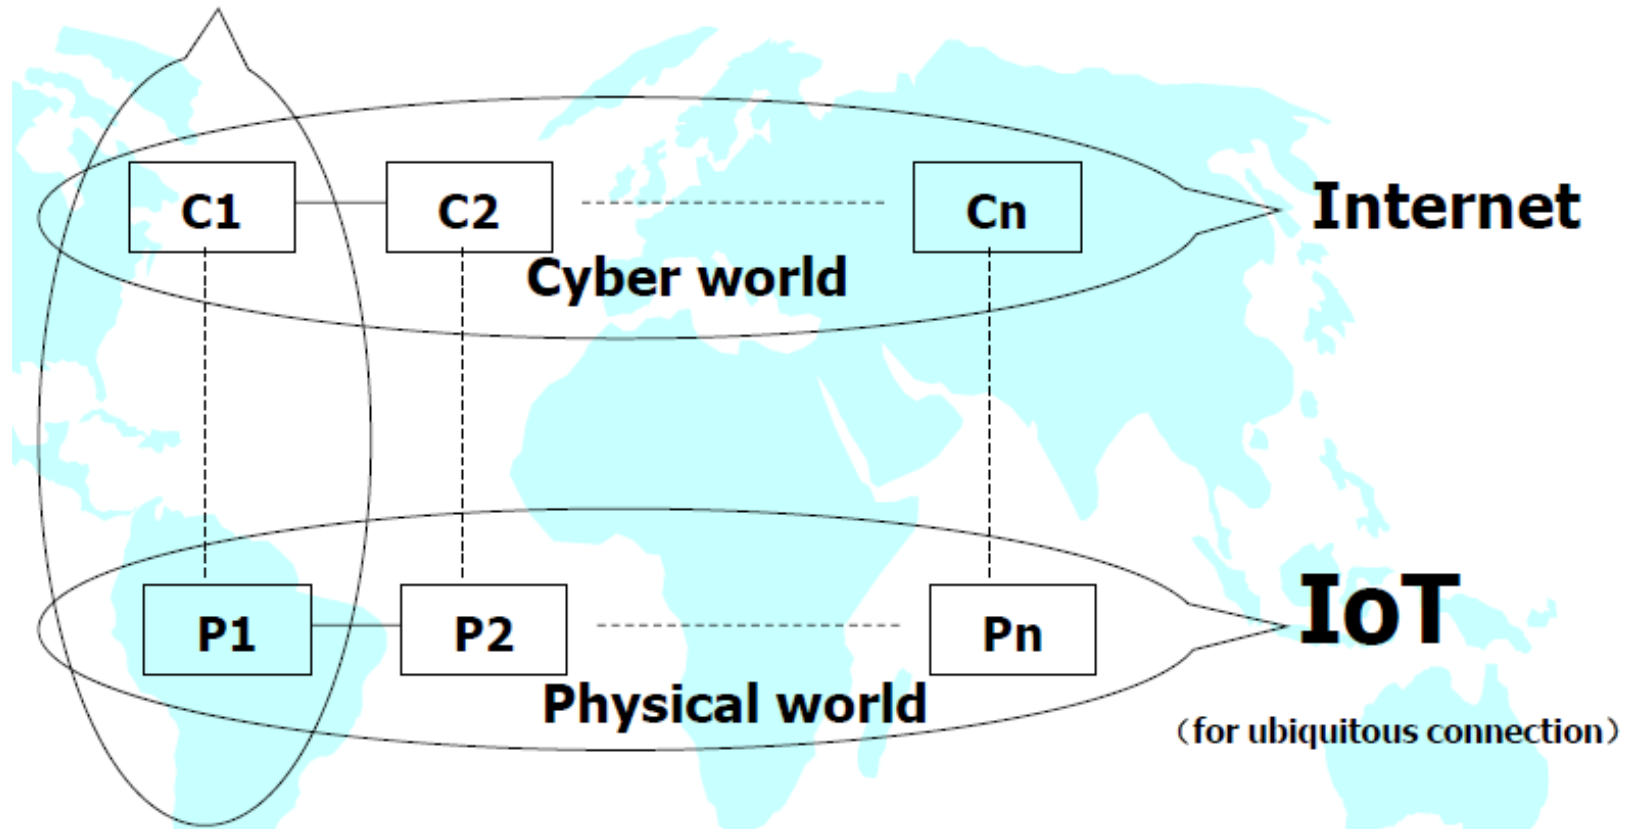 C1
C2
Cn
Internet
Cyber world
P1
P2
Pn
IoT
Physical world
（for ubiquitous connection）